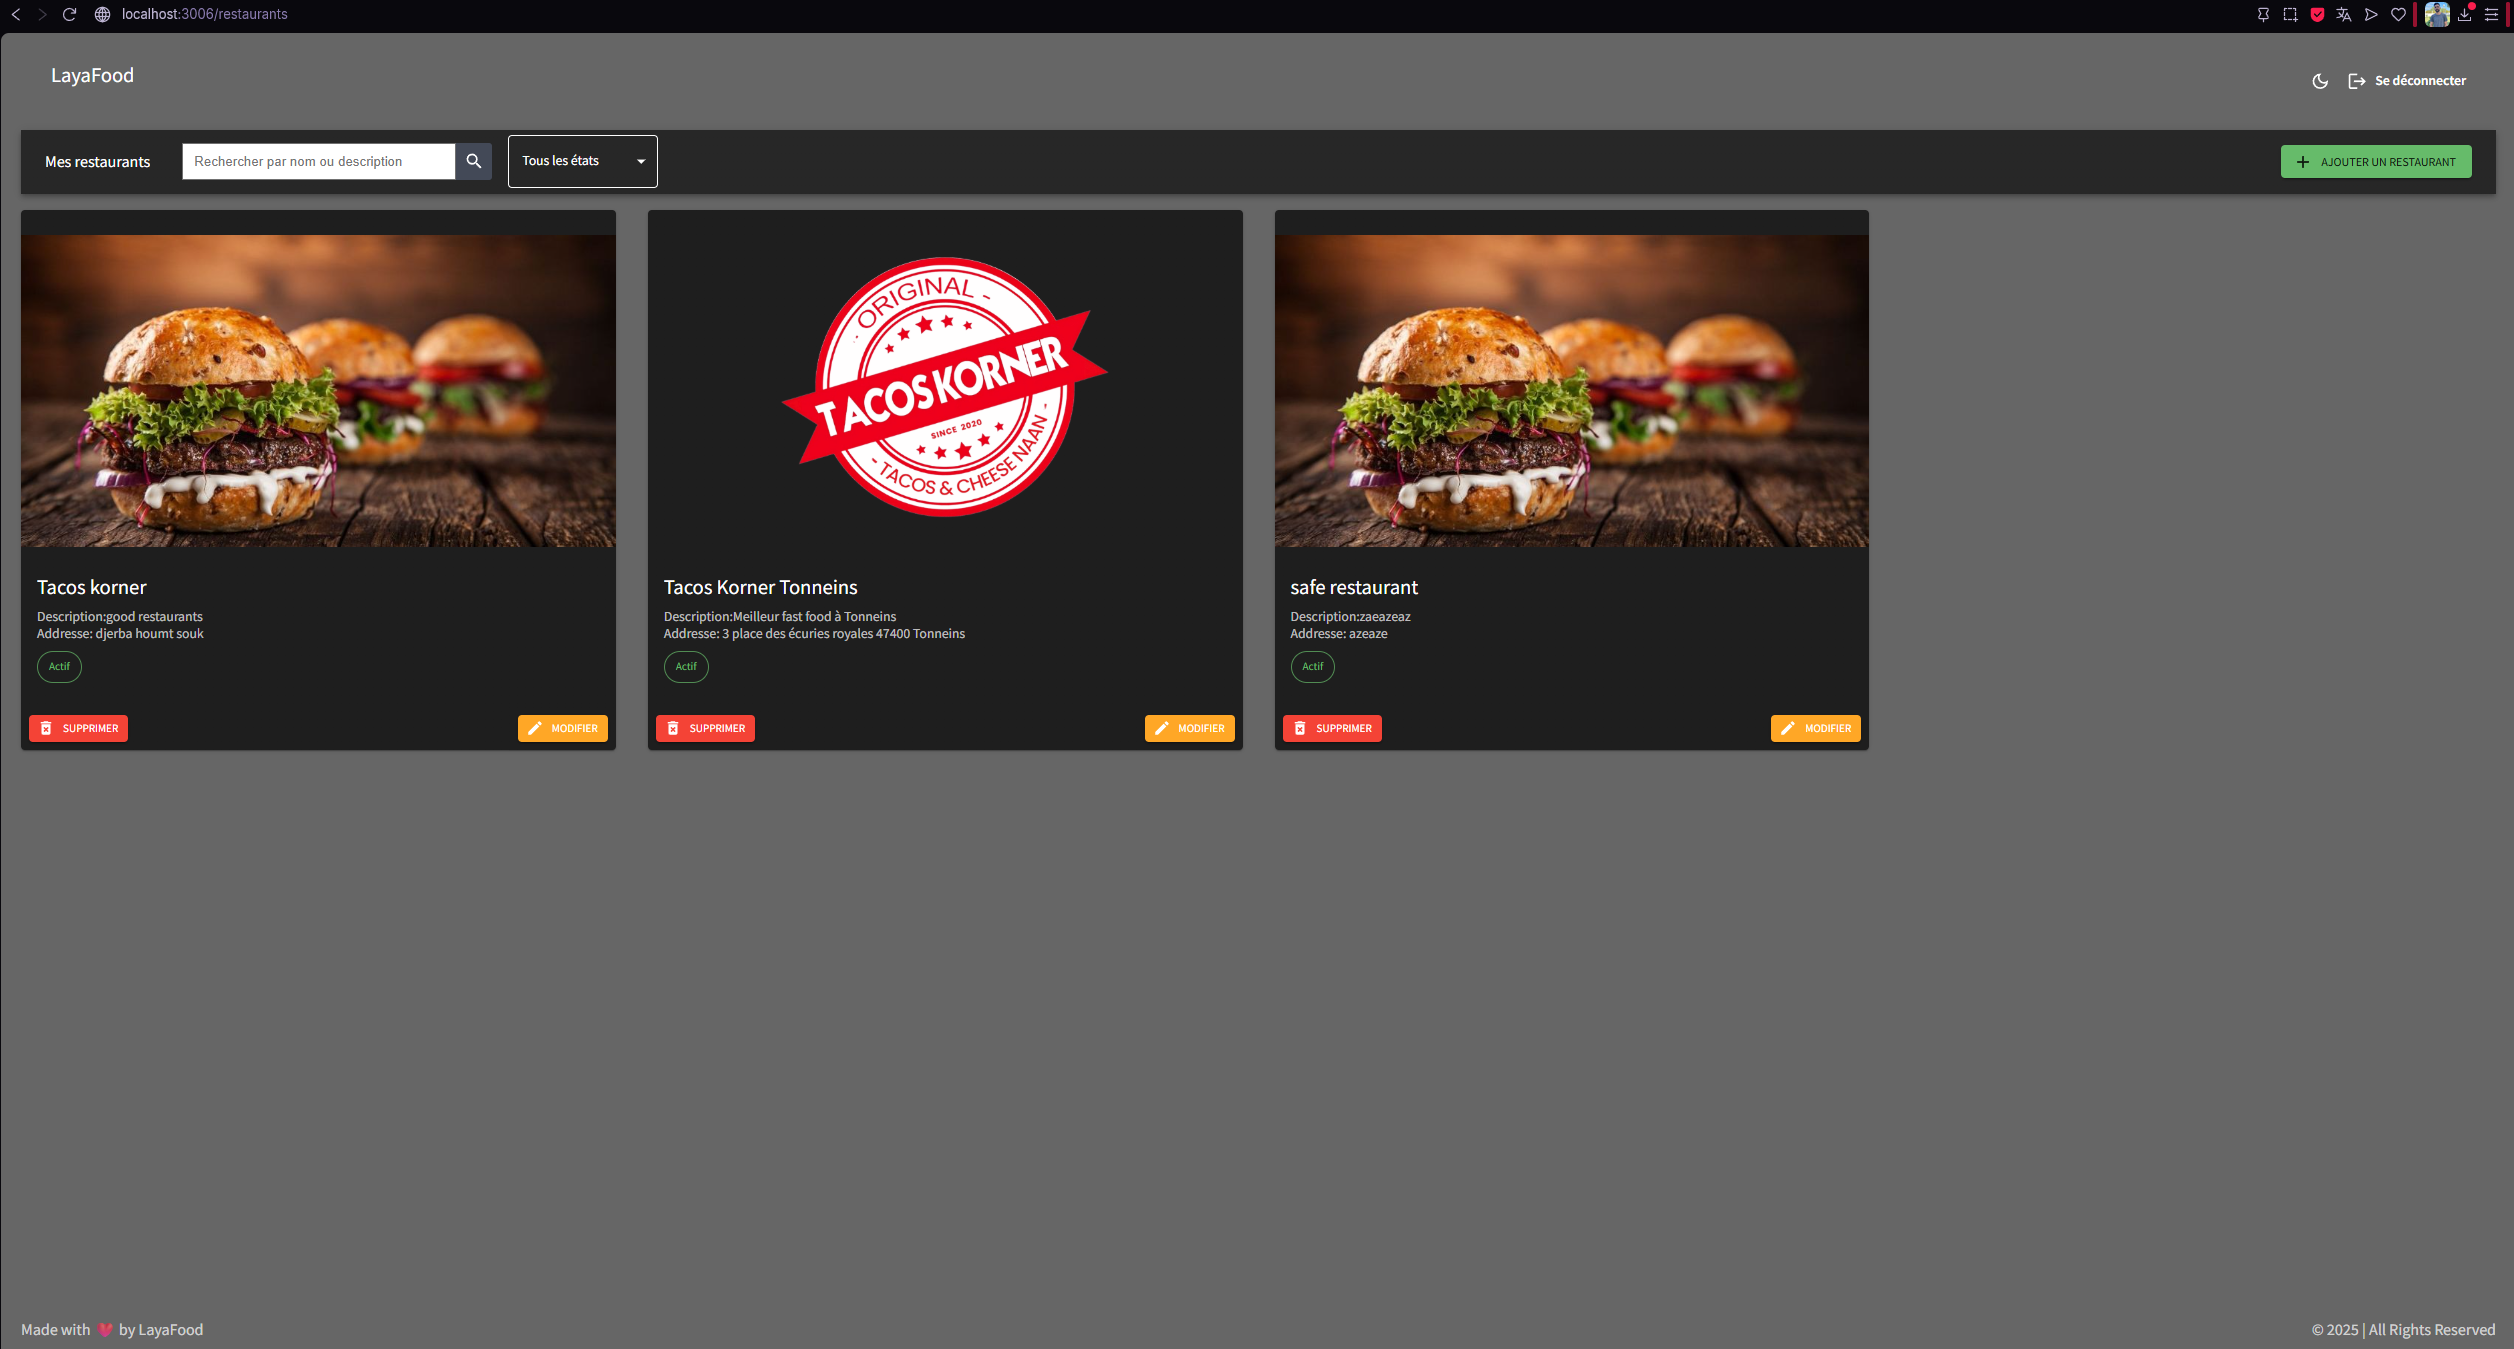 localhost:3006/restaurants
LayaFood
Se déconnecter
Mes restaurants
Rechercher par nom ou description
Tous les états
AJOUTER UN RESTAURANT
- ORIGINAL -
TACOS KORNER
SINCE 2020
- TACOS & CHEESE NAAN -
Tacos korner
Description:good restaurants
Addresse: djerba houmt souk
Actif
SUPPRIMER
MODIFIER
Tacos Korner Tonneins
Description:Meilleur fast food à Tonneins
Addresse: 3 place des écuries royales 47400 Tonneins
Actif
SUPPRIMER
MODIFIER
safe restaurant
Description:zaeazeaz
Addresse: azeaze
Actif
SUPPRIMER
MODIFIER
Made with 💗 by LayaFood
© 2025 | All Rights Reserved